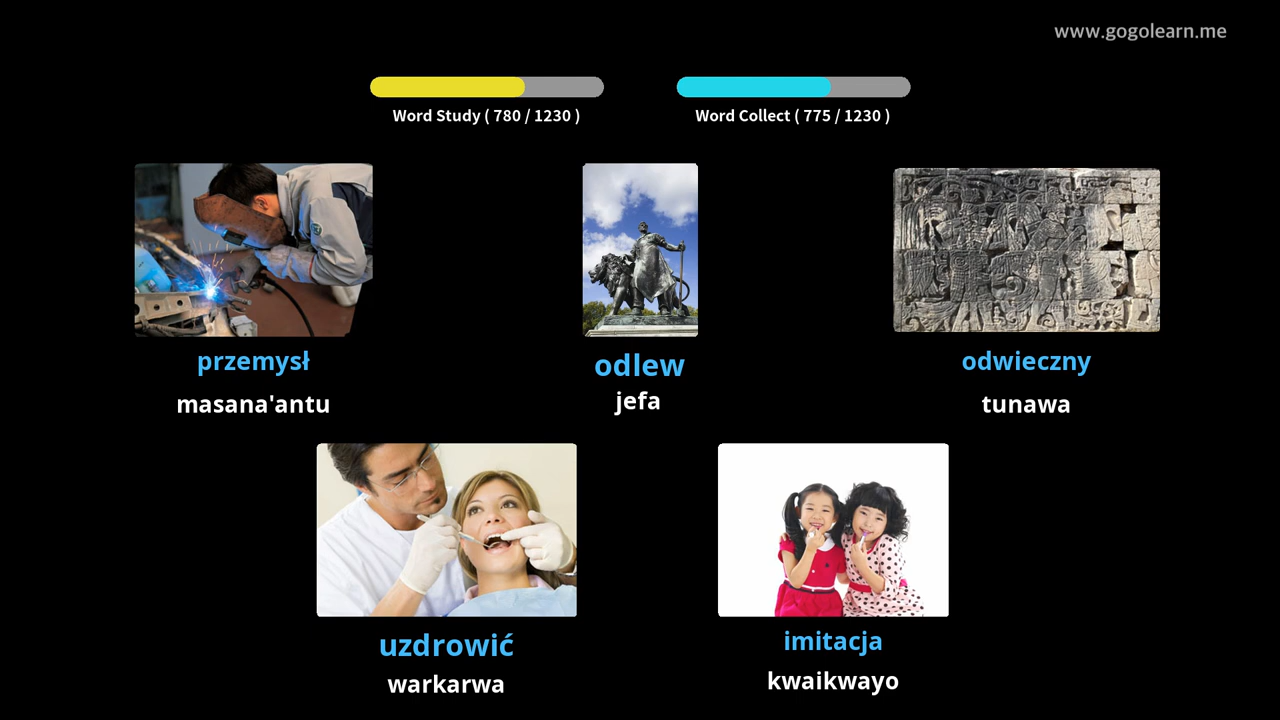 www.gogolearn.me
Word Study ( 780 / 1230 )
Word Collect ( 775 / 1230 )
przemysł
masana'antu
odlew
jefa
odwieczny
tunawa
uzdrowić
warkarwa
imitacja
kwaikwayo